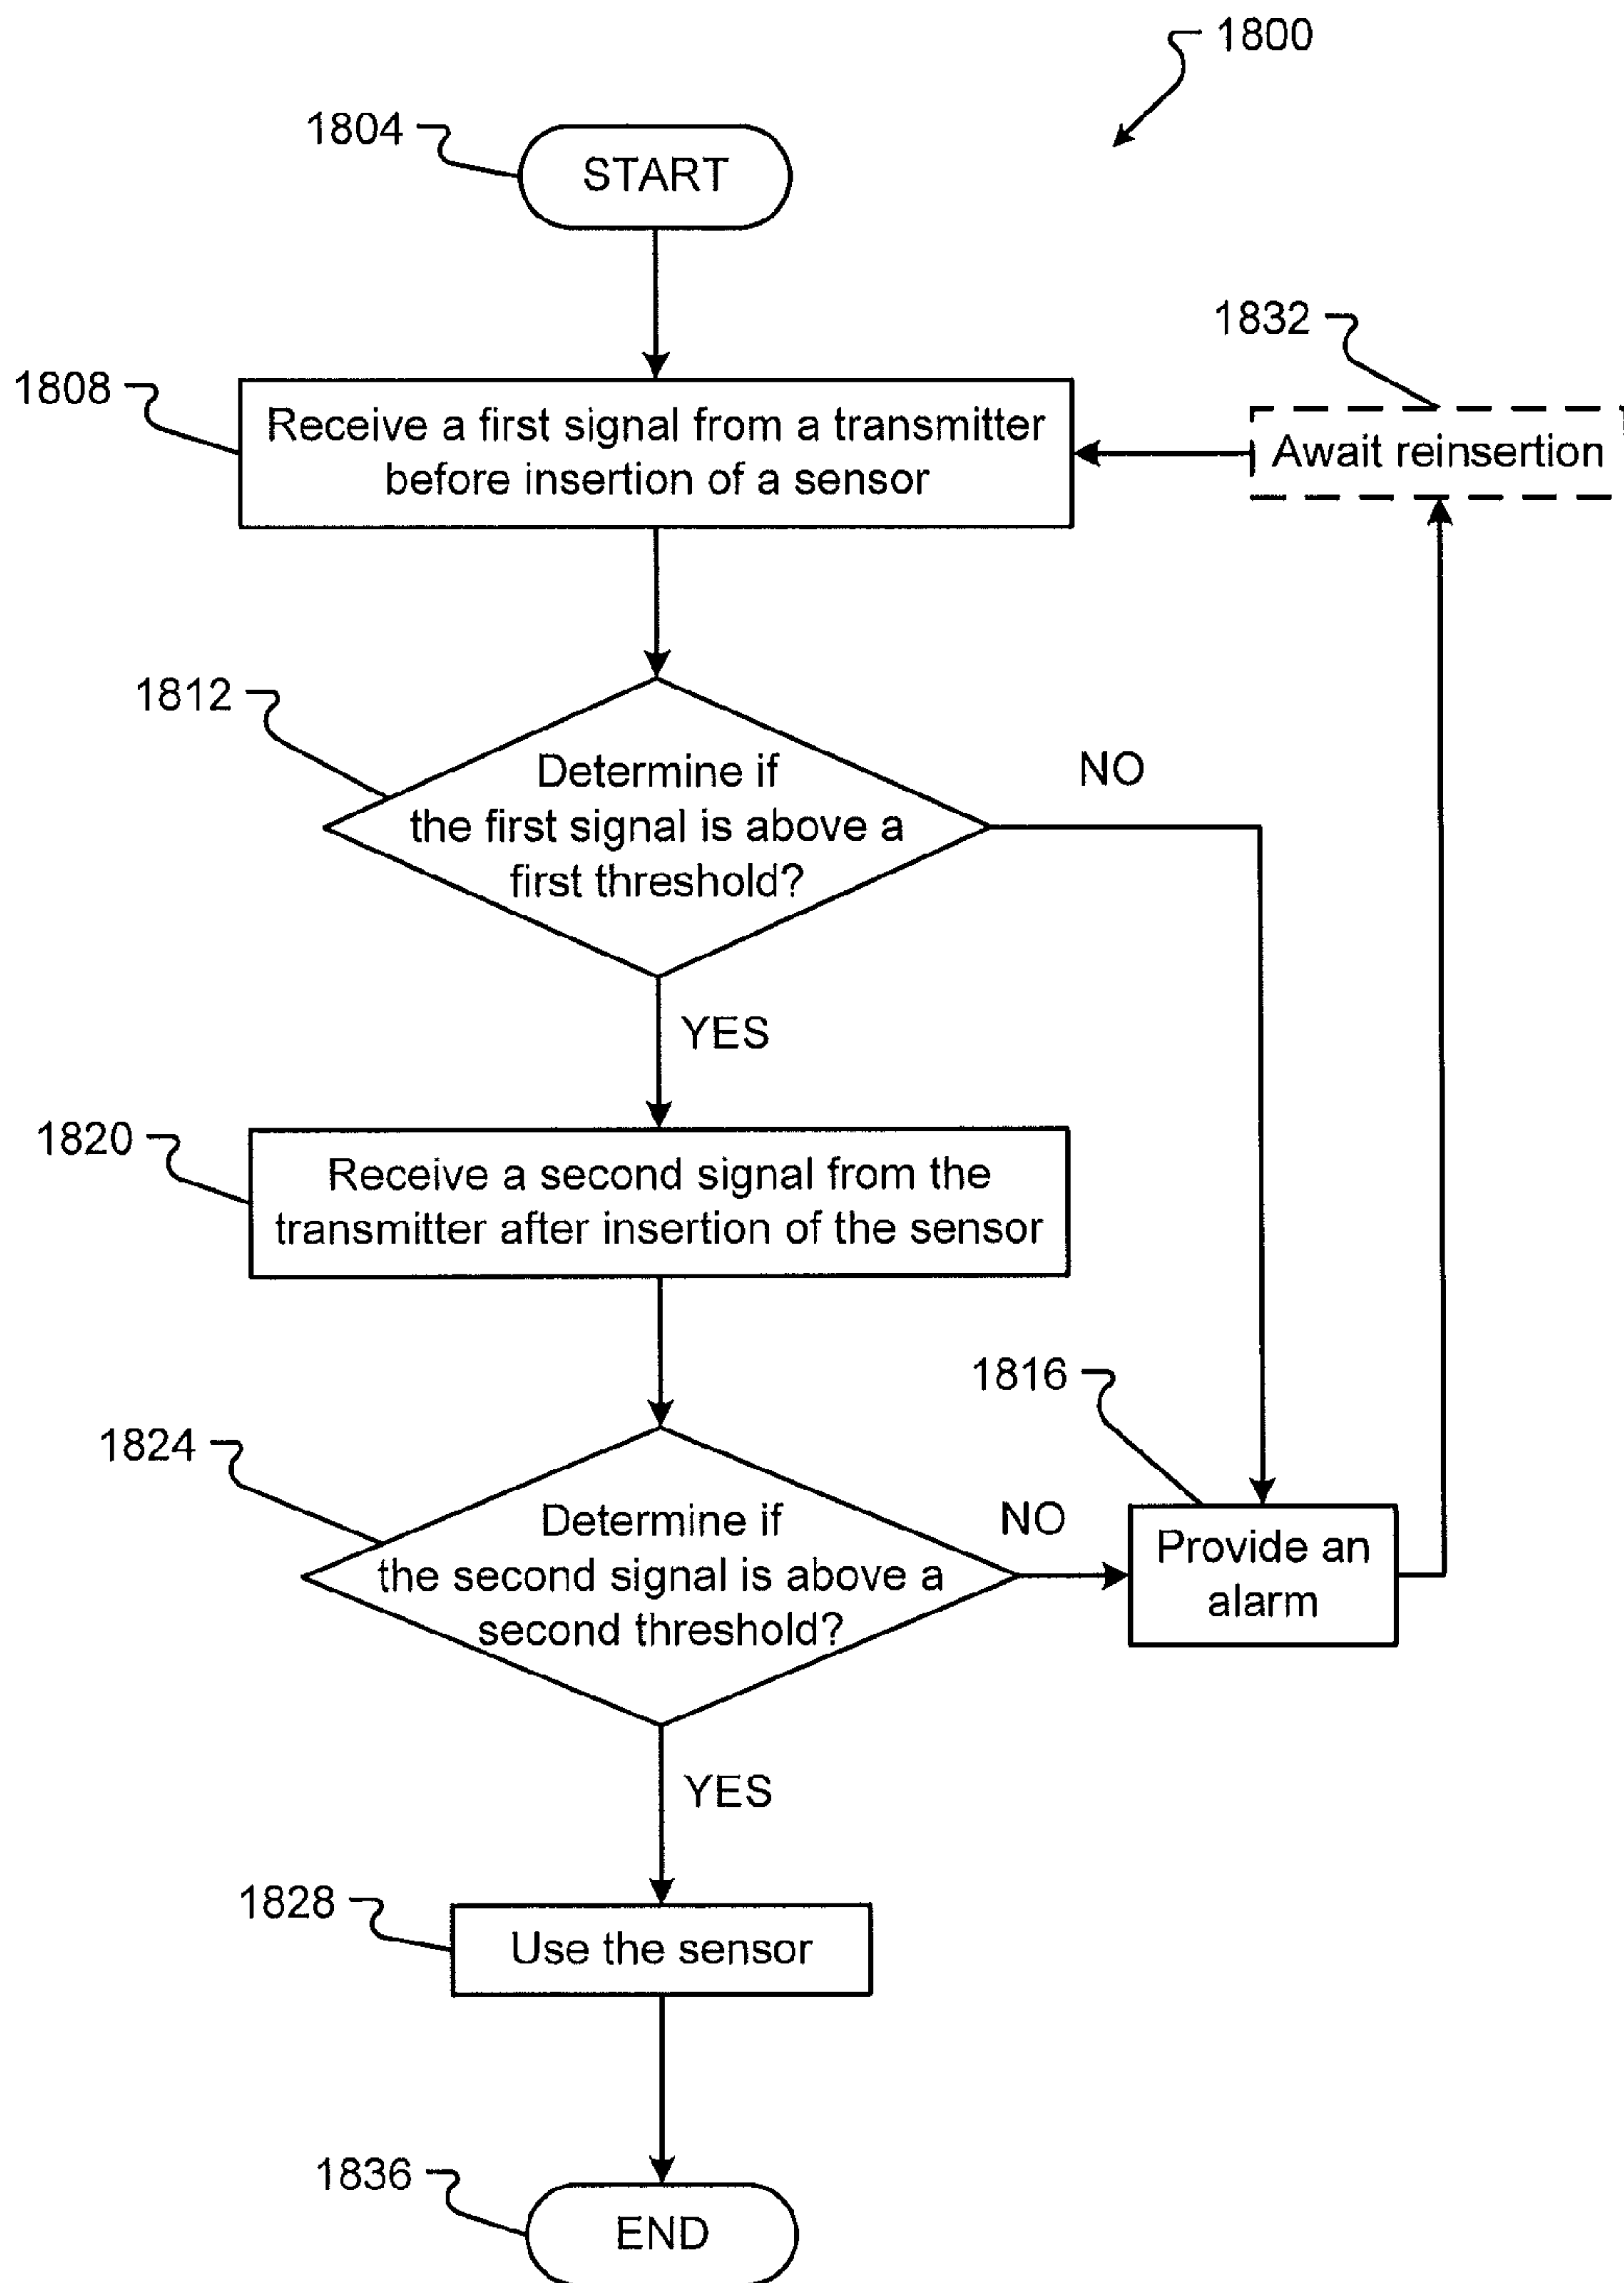 1800
1804
START
1832
1808
Receive a first signal from a transmitter
before insertion of a sensor
Await reinsertion
1812
Determine if
the first signal is above a
first threshold?
NO
YES
1820
Receive a second signal from the
transmitter after insertion of the sensor
1816
1824
Determine if
the second signal is above a
second threshold?
NO
Provide an
alarm
YES
1828
Use the sensor
1836
END